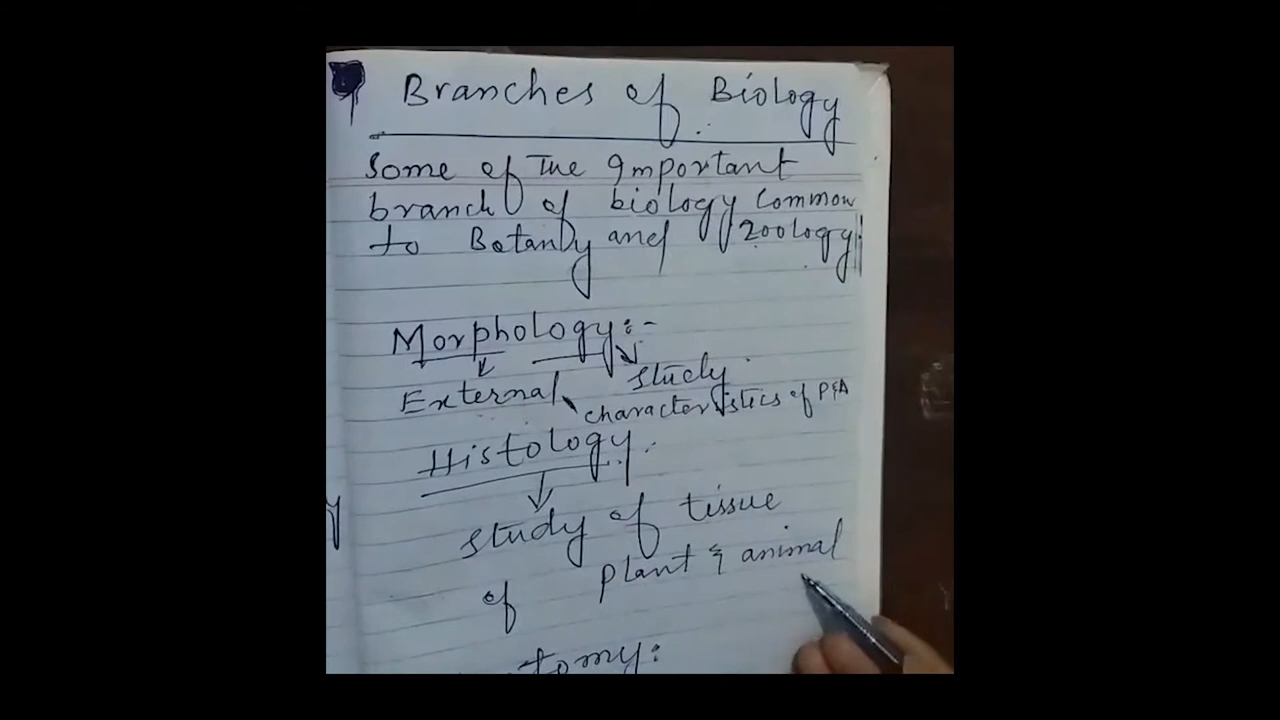 Branches of Biology
Some of The Important
branch of biology Common
to Botany and Zoology.
Morphology:-
External
study
characteristics of P&A
Histology:
study of tissue
of plant & animal
tomy: